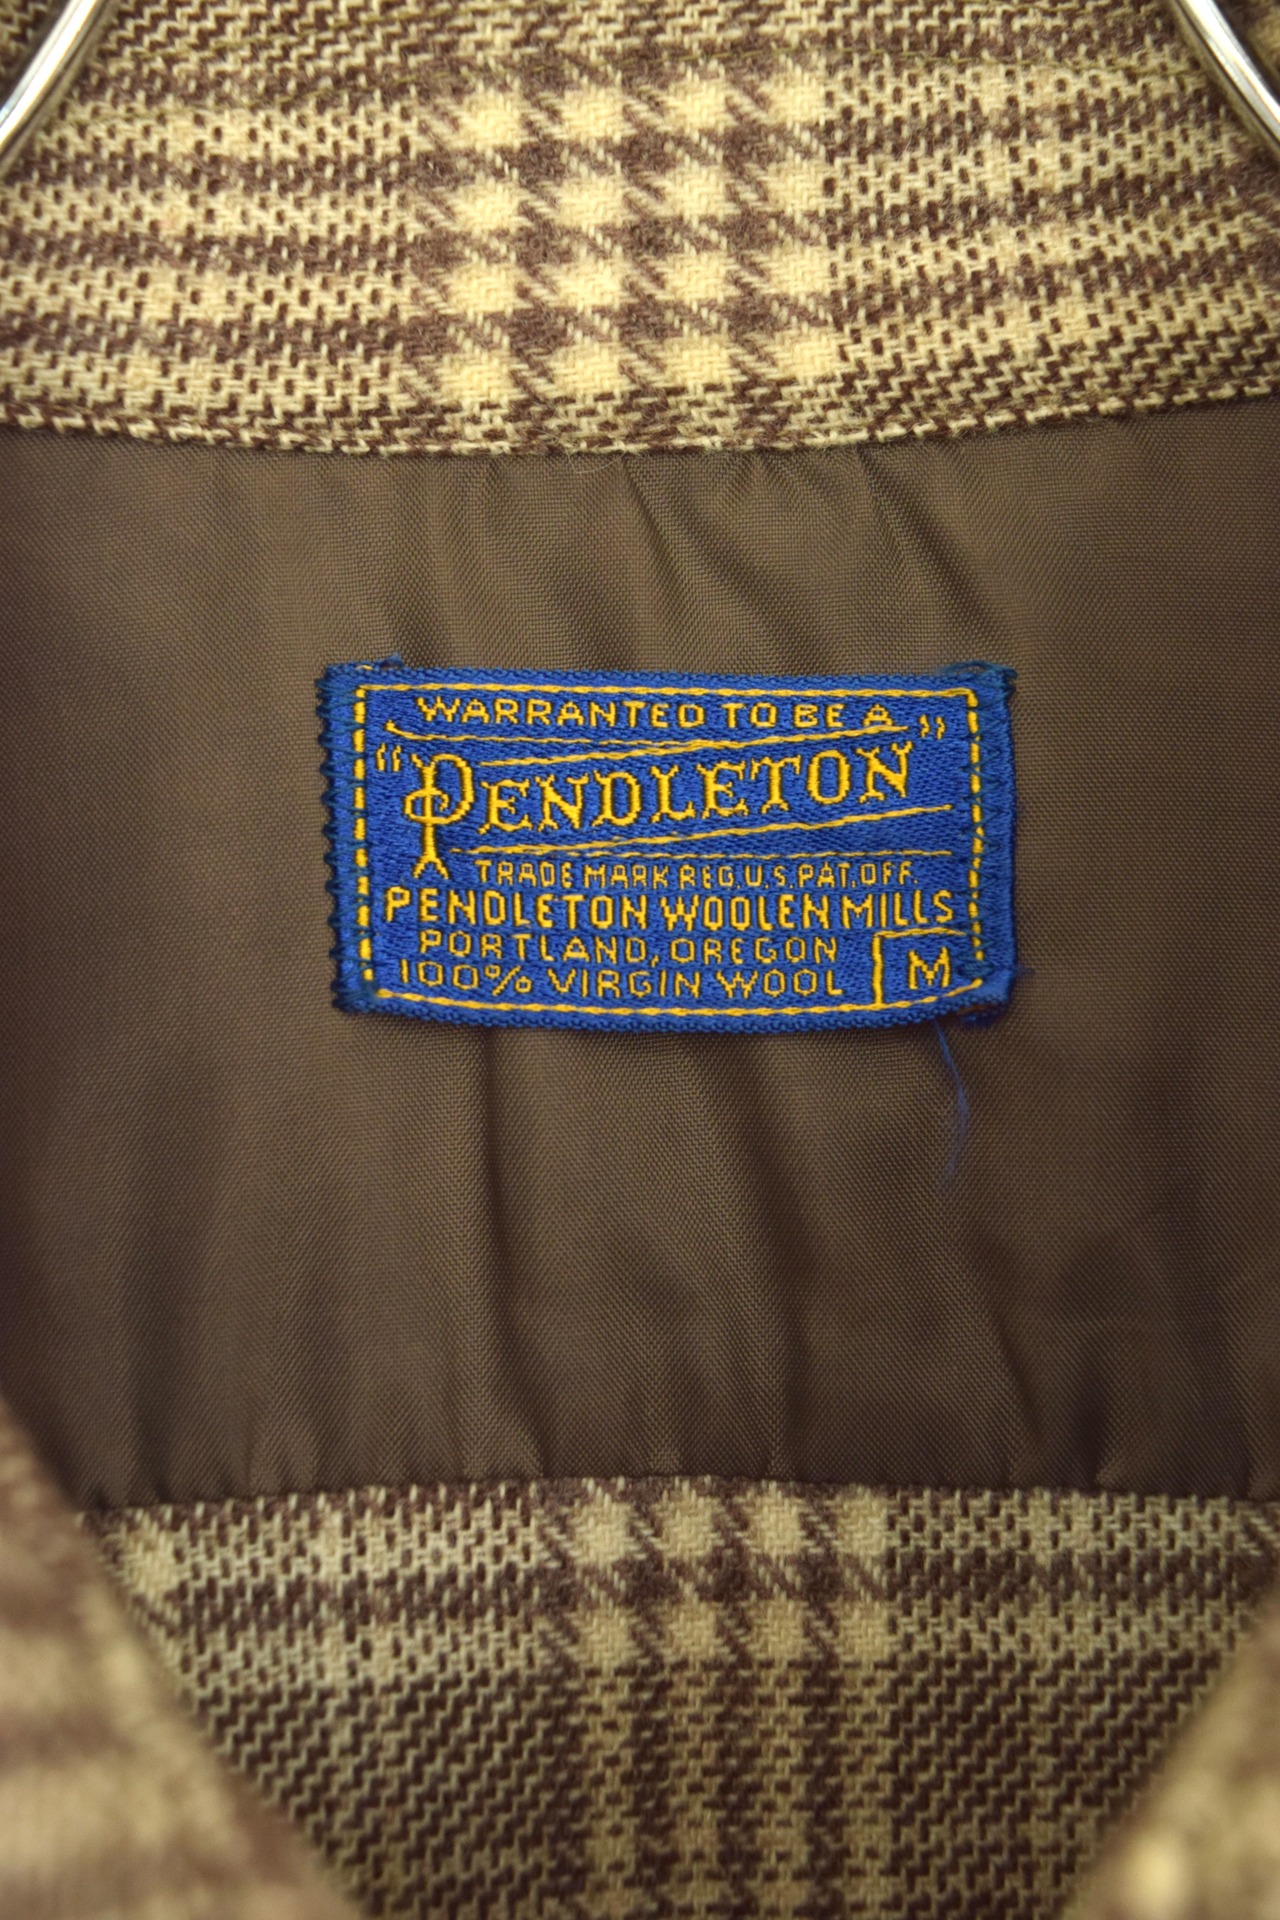 WARRANTED TO BE A
"PENDLETON"
TRADE MARK REG. U.S. PAT. OFF.
PENDLETON WOOLEN MILLS
PORTLAND, OREGON
100% VIRGIN WOOL
M